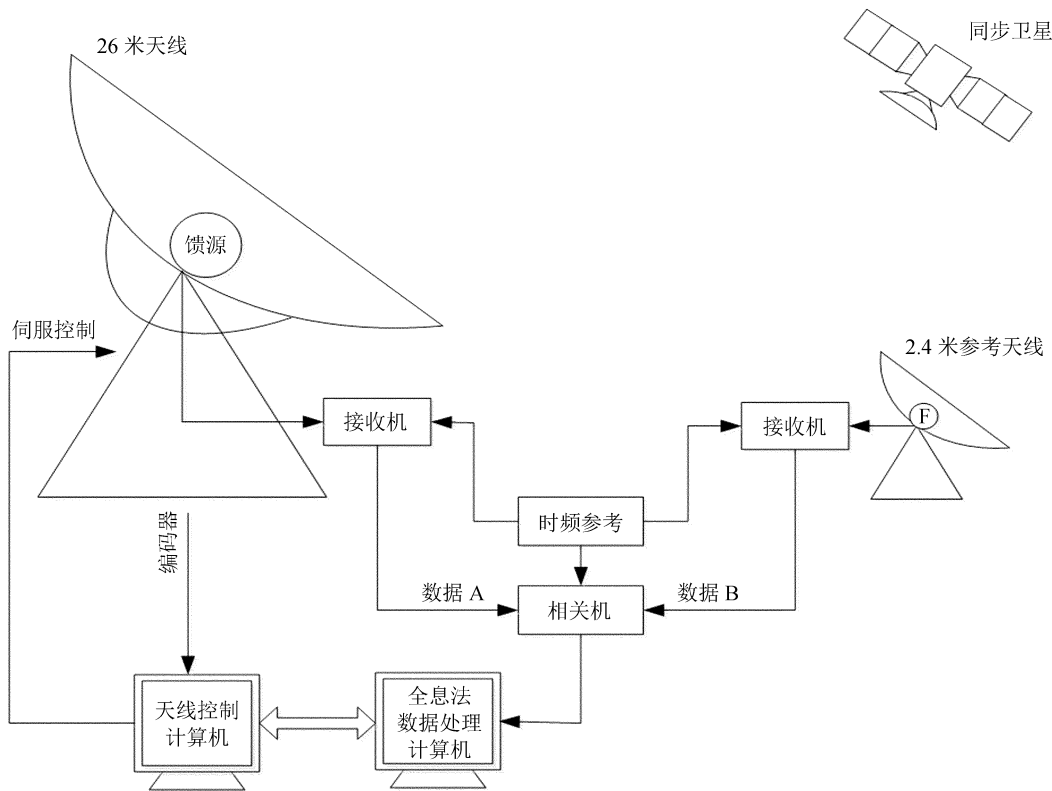 26 米天线
同步卫星
馈源
伺服控制
2.4 米参考天线
接收机
接收机
F
时频参考
编码器
数据 A
数据 B
相关机
天线控制
计算机
全息法
数据处理
计算机